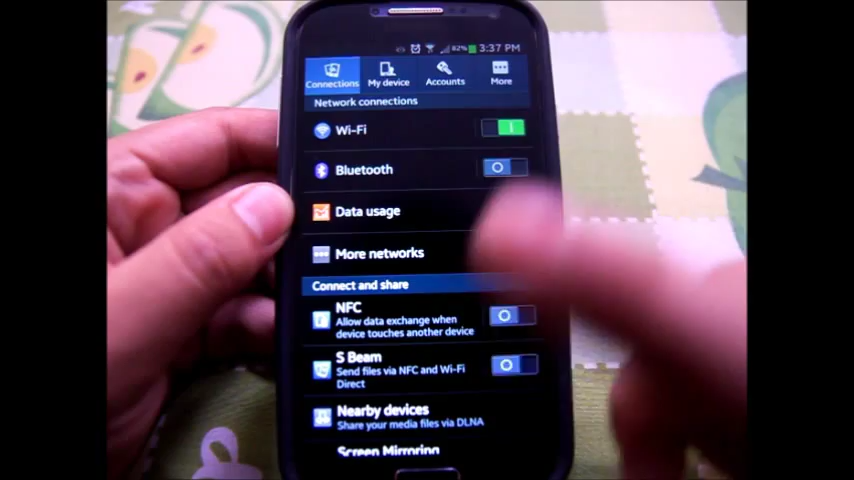 82% 3:37 PM
Connections My device Accounts More
Network connections
Wi-Fi
Bluetooth
Data usage
More networks
Connect and share
NFC
Allow data exchange when
device touches another device
S Beam
Send files via NFC and Wi-Fi
Direct
Nearby devices
Share your media files via DLNA
Screen Mirroring